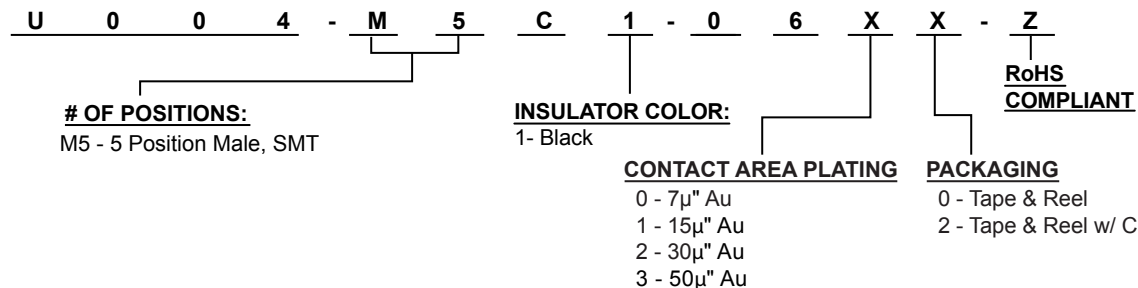 U 0 0 4 - M 5 C 1 - 0 6 X X - Z
RoHS
COMPLIANT
# OF POSITIONS:
M5 - 5 Position Male, SMT
INSULATOR COLOR:
1- Black
CONTACT AREA PLATING
0 - 7µ" Au
1 - 15µ" Au
2 - 30µ" Au
3 - 50µ" Au
PACKAGING
0 - Tape & Reel
2 - Tape & Reel w/ C